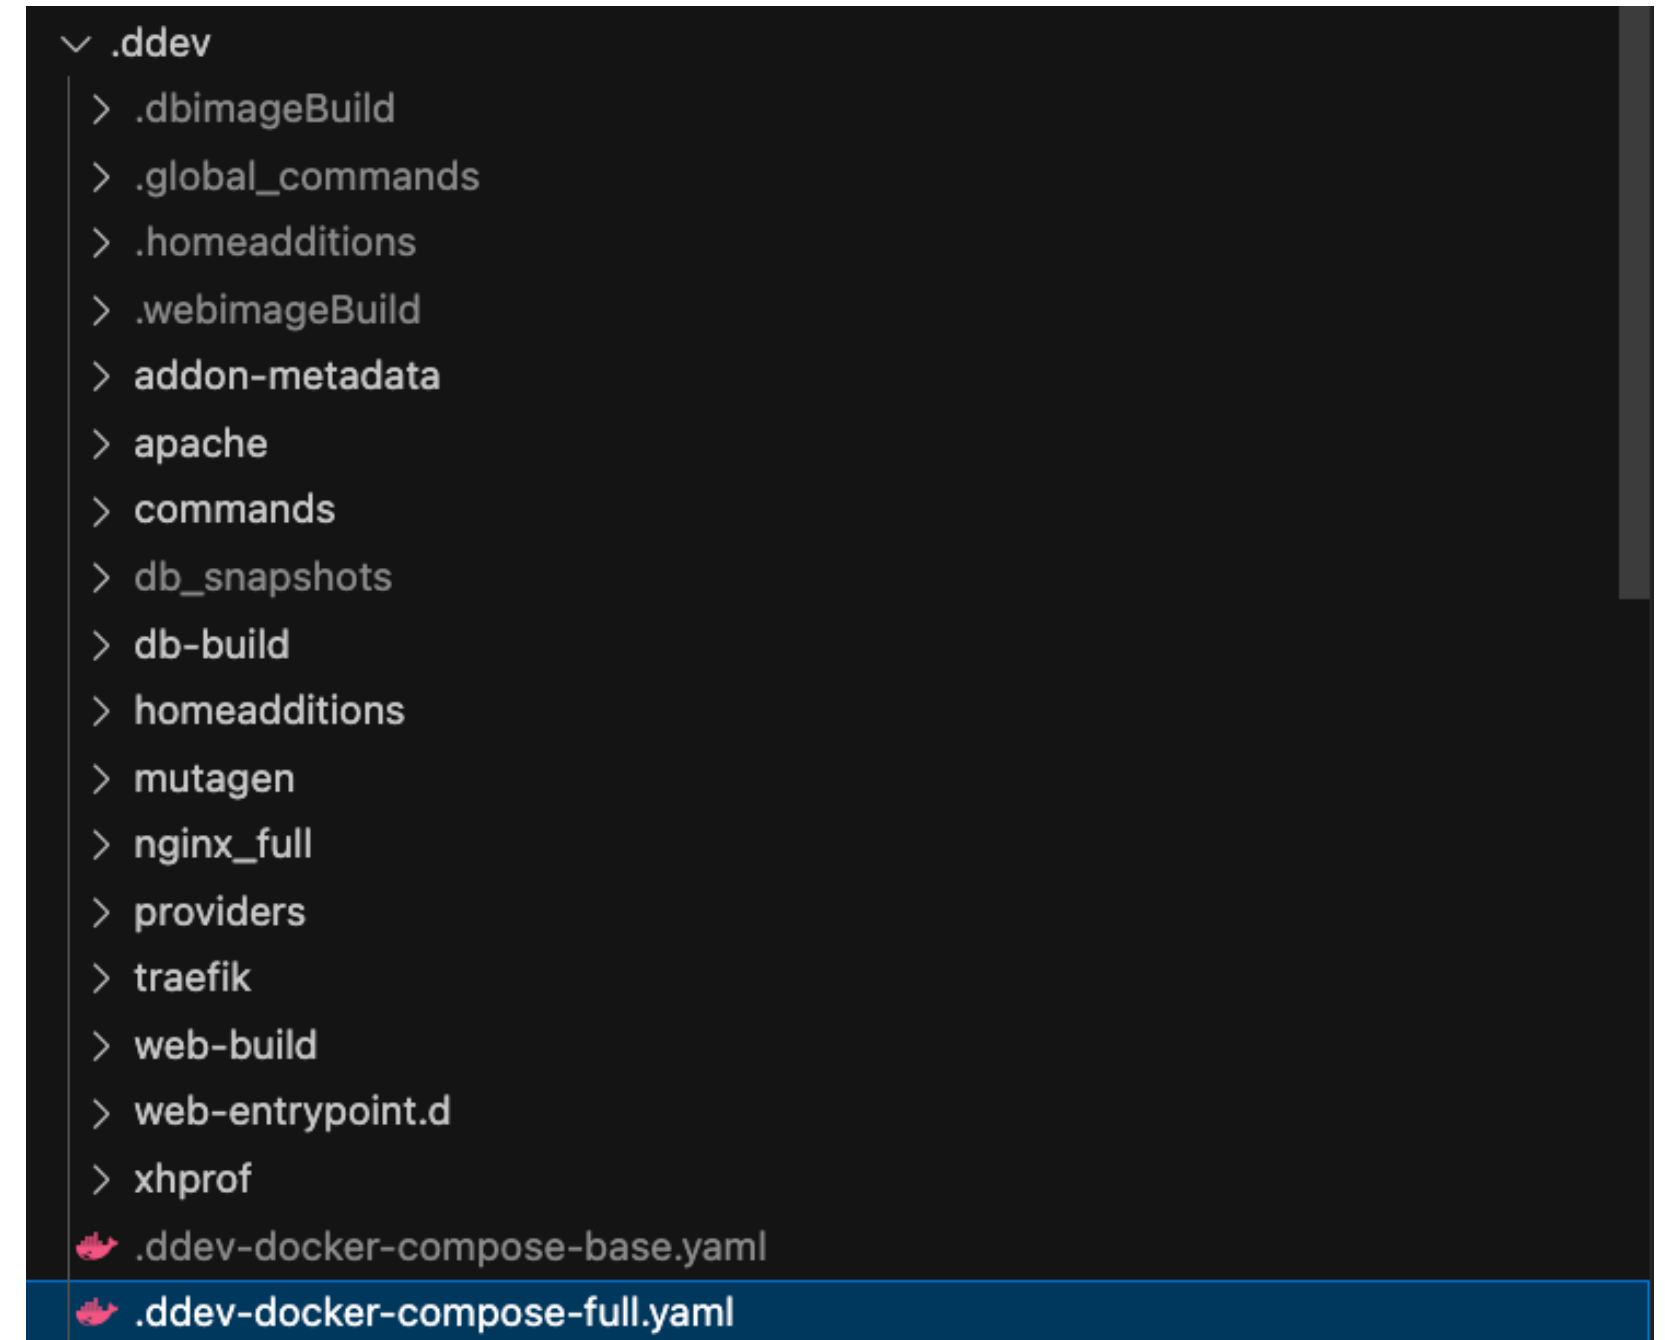 .ddev
.dbimageBuild
.global_commands
.homeadditions
.webimageBuild
addon-metadata
apache
commands
db_snapshots
db-build
homeadditions
mutagen
nginx_full
providers
traefik
web-build
web-entrypoint.d
xhprof
.ddev-docker-compose-base.yaml
.ddev-docker-compose-full.yaml